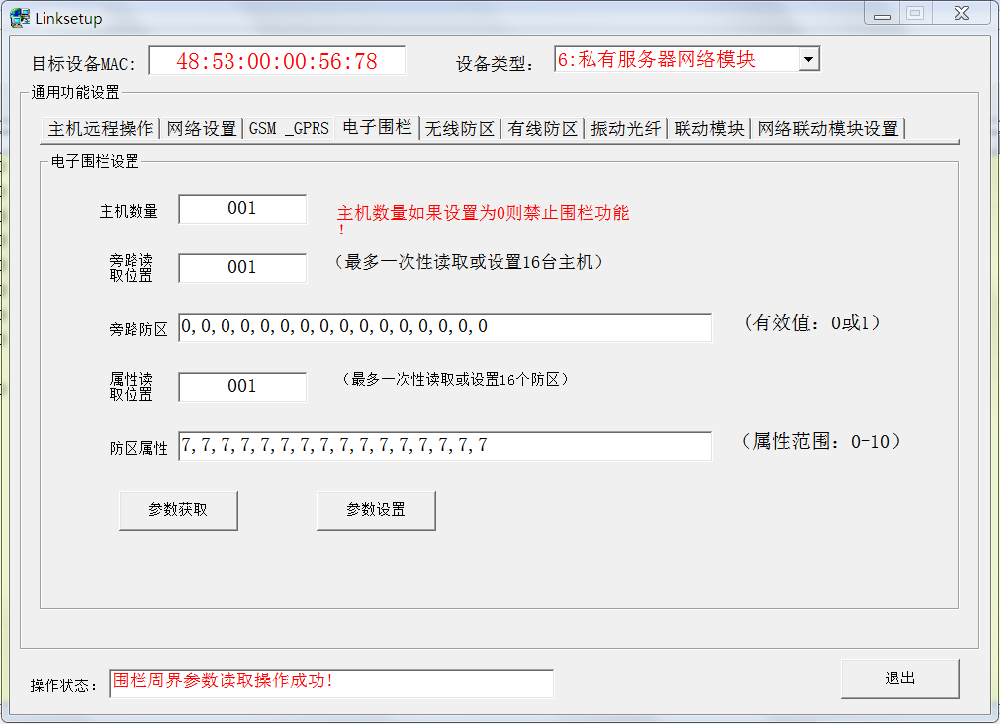 Linksetup
目标设备MAC: 48:53:00:00:56:78 设备类型: 6:私有服务器网络模块
通用功能设置
主机远程操作 网络设置 GSM _GPRS 电子围栏 无线防区 有线防区 振动光纤 联动模块 网络联动模块设置
电子围栏设置
主机数量 001 主机数量如果设置为0则禁止围栏功能
!
旁路读
取位置 001 (最多一次性读取或设置16台主机)
旁路防区 0,0,0,0,0,0,0,0,0,0,0,0,0,0,0,0 (有效值: 0或1)
属性读
取位置 001 (最多一次性读取或设置16个防区)
防区属性 7,7,7,7,7,7,7,7,7,7,7,7,7,7,7,7 (属性范围: 0-10)
参数获取 参数设置
操作状态: 围栏周界参数读取操作成功! 退出